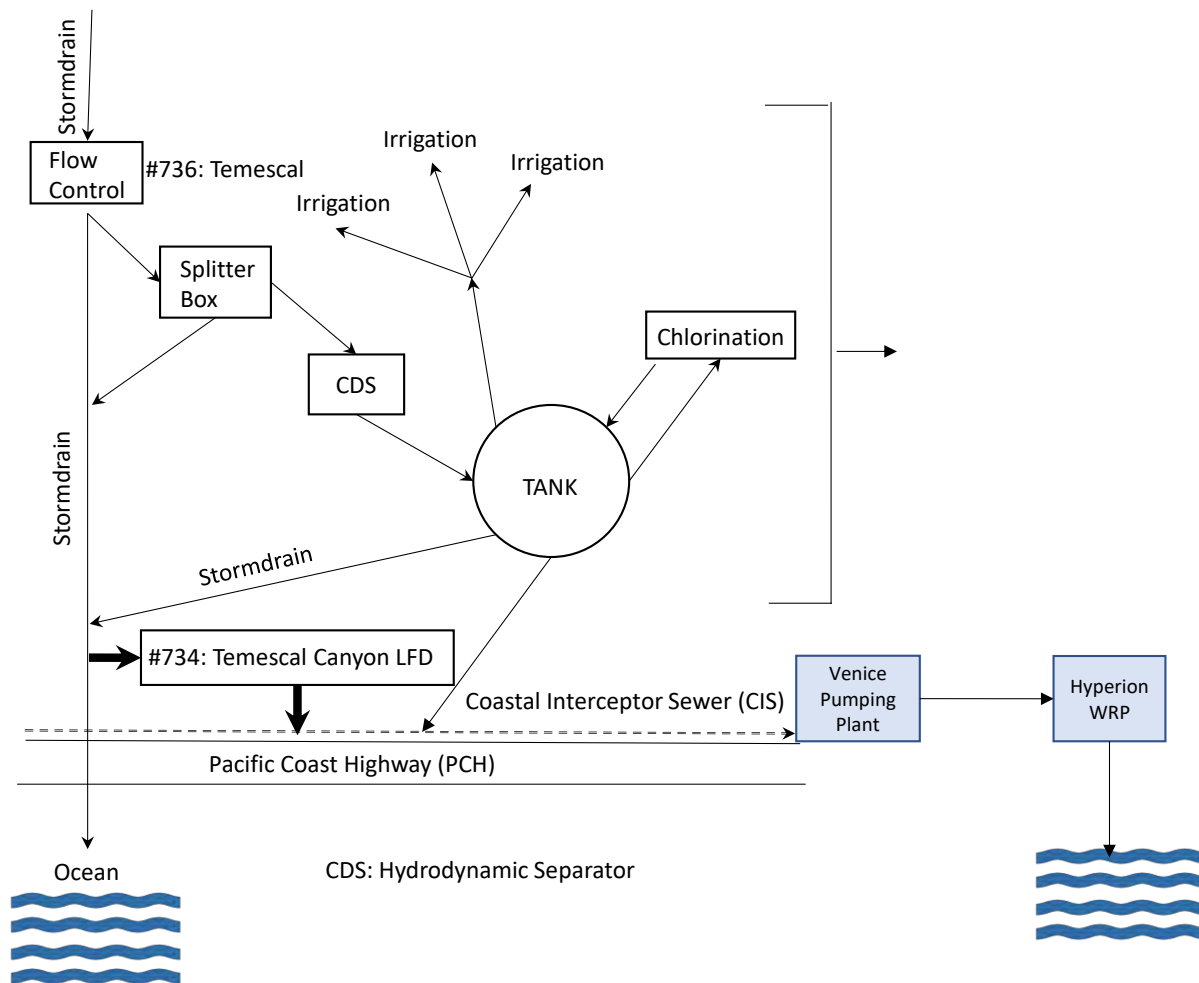 Stormdrain
Flow
Control
#736: Temescal
Irrigation
Irrigation
Irrigation
Splitter
Box
CDS
Chlorination
TANK
Stormdrain
Stormdrain
#734: Temescal Canyon LFD
Coastal Interceptor Sewer (CIS)
Venice
Pumping
Plant
Hyperion
WRP
Pacific Coast Highway (PCH)
Ocean
CDS: Hydrodynamic Separator